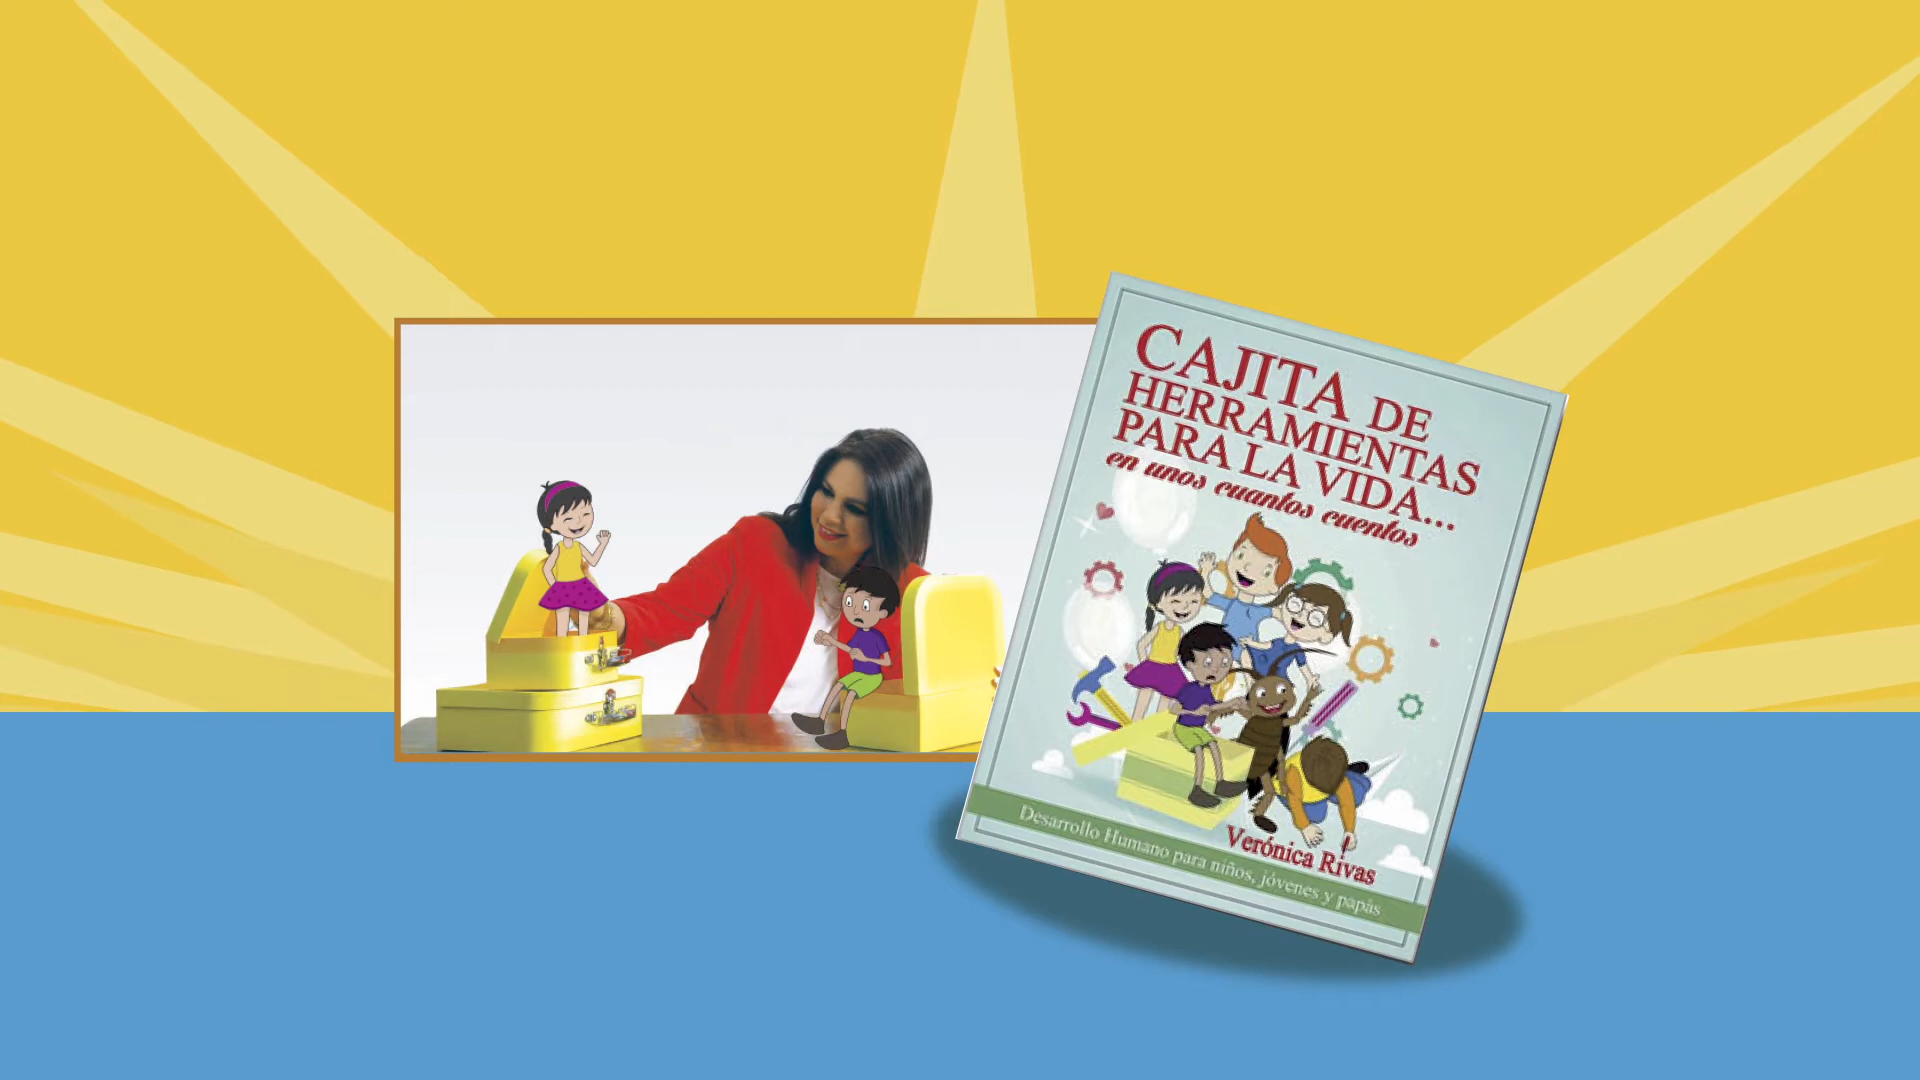 CAJITA DE
HERRAMIENTAS
PARA LA VIDA...
en unos cuantos cuentos
Verónica Rivas
Desarrollo Humano para niños, jóvenes y papás